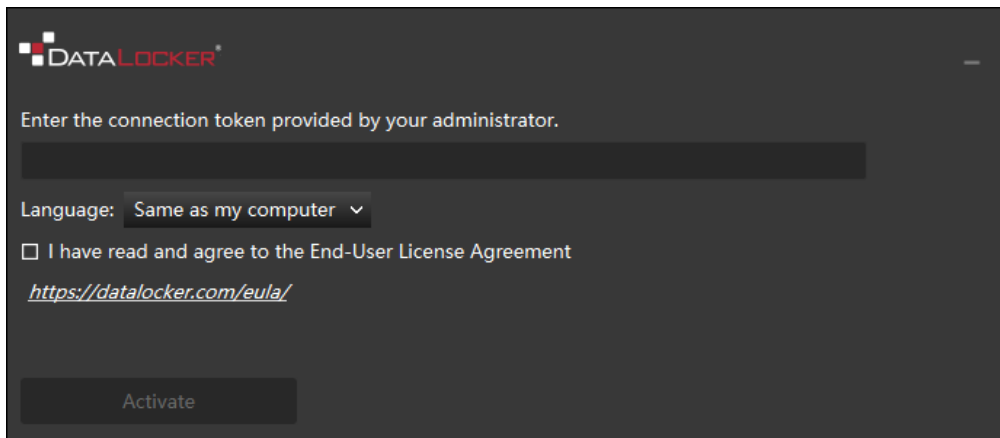 DATALOCKER®
Enter the connection token provided by your administrator.
Language: Same as my computer
I have read and agree to the End-User License Agreement
https://datalocker.com/eula/
Activate